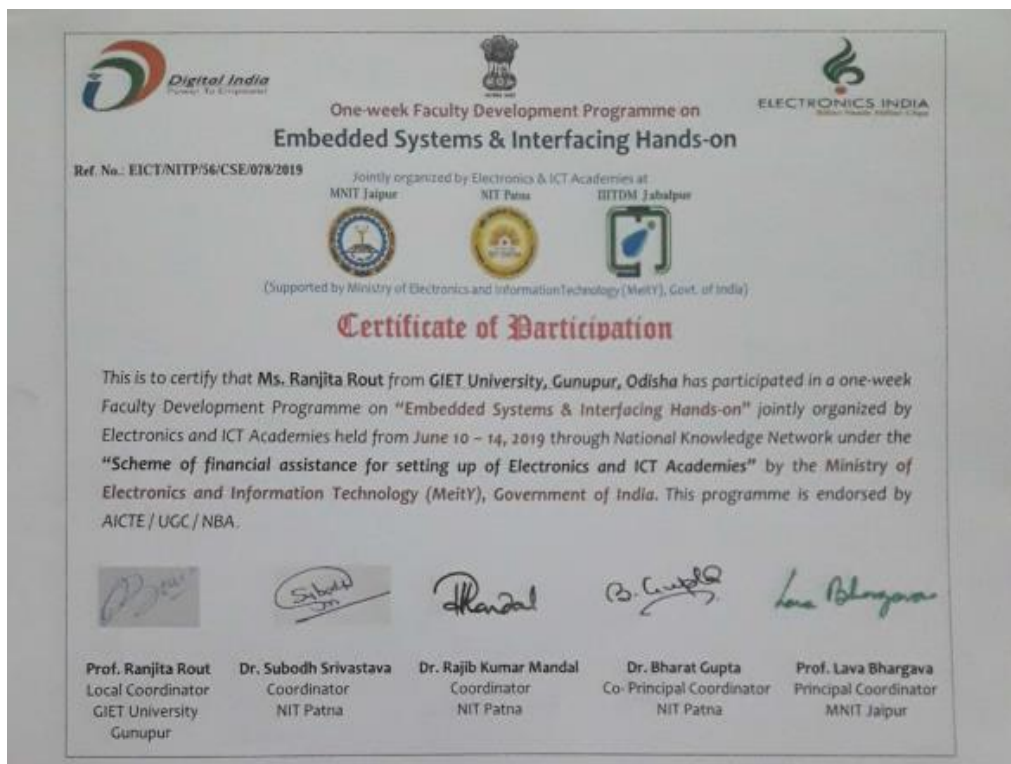 Digital India
Power To Empower
ELECTRONICS INDIA
One-week Faculty Development Programme on
Embedded Systems & Interfacing Hands-on
Ref. No.: EICT/NITP/56/CSE/078/2019
Jointly organized by Electronics & ICT Academies at
MNIT Jaipur NIT Patna IIITDM Jabalpur
(Supported by Ministry of Electronics and InformationTechnology (MeitY), Govt. of India)
Certificate of Participation
This is to certify that Ms. Ranjita Rout from GIET University, Gunupur, Odisha has participated in a one-week
Faculty Development Programme on “Embedded Systems & Interfacing Hands-on” jointly organized by
Electronics and ICT Academies held from June 10 – 14, 2019 through National Knowledge Network under the
“Scheme of financial assistance for setting up of Electronics and ICT Academies” by the Ministry of
Electronics and Information Technology (MeitY), Government of India. This programme is endorsed by
AICTE / UGC / NBA.
Subodh B. Gupta Lava Bhargava
Prof. Ranjita Rout Dr. Subodh Srivastava Dr. Rajib Kumar Mandal Dr. Bharat Gupta Prof. Lava Bhargava
Local Coordinator Coordinator Coordinator Co- Principal Coordinator Principal Coordinator
GIET University NIT Patna NIT Patna NIT Patna MNIT Jaipur
Gunupur